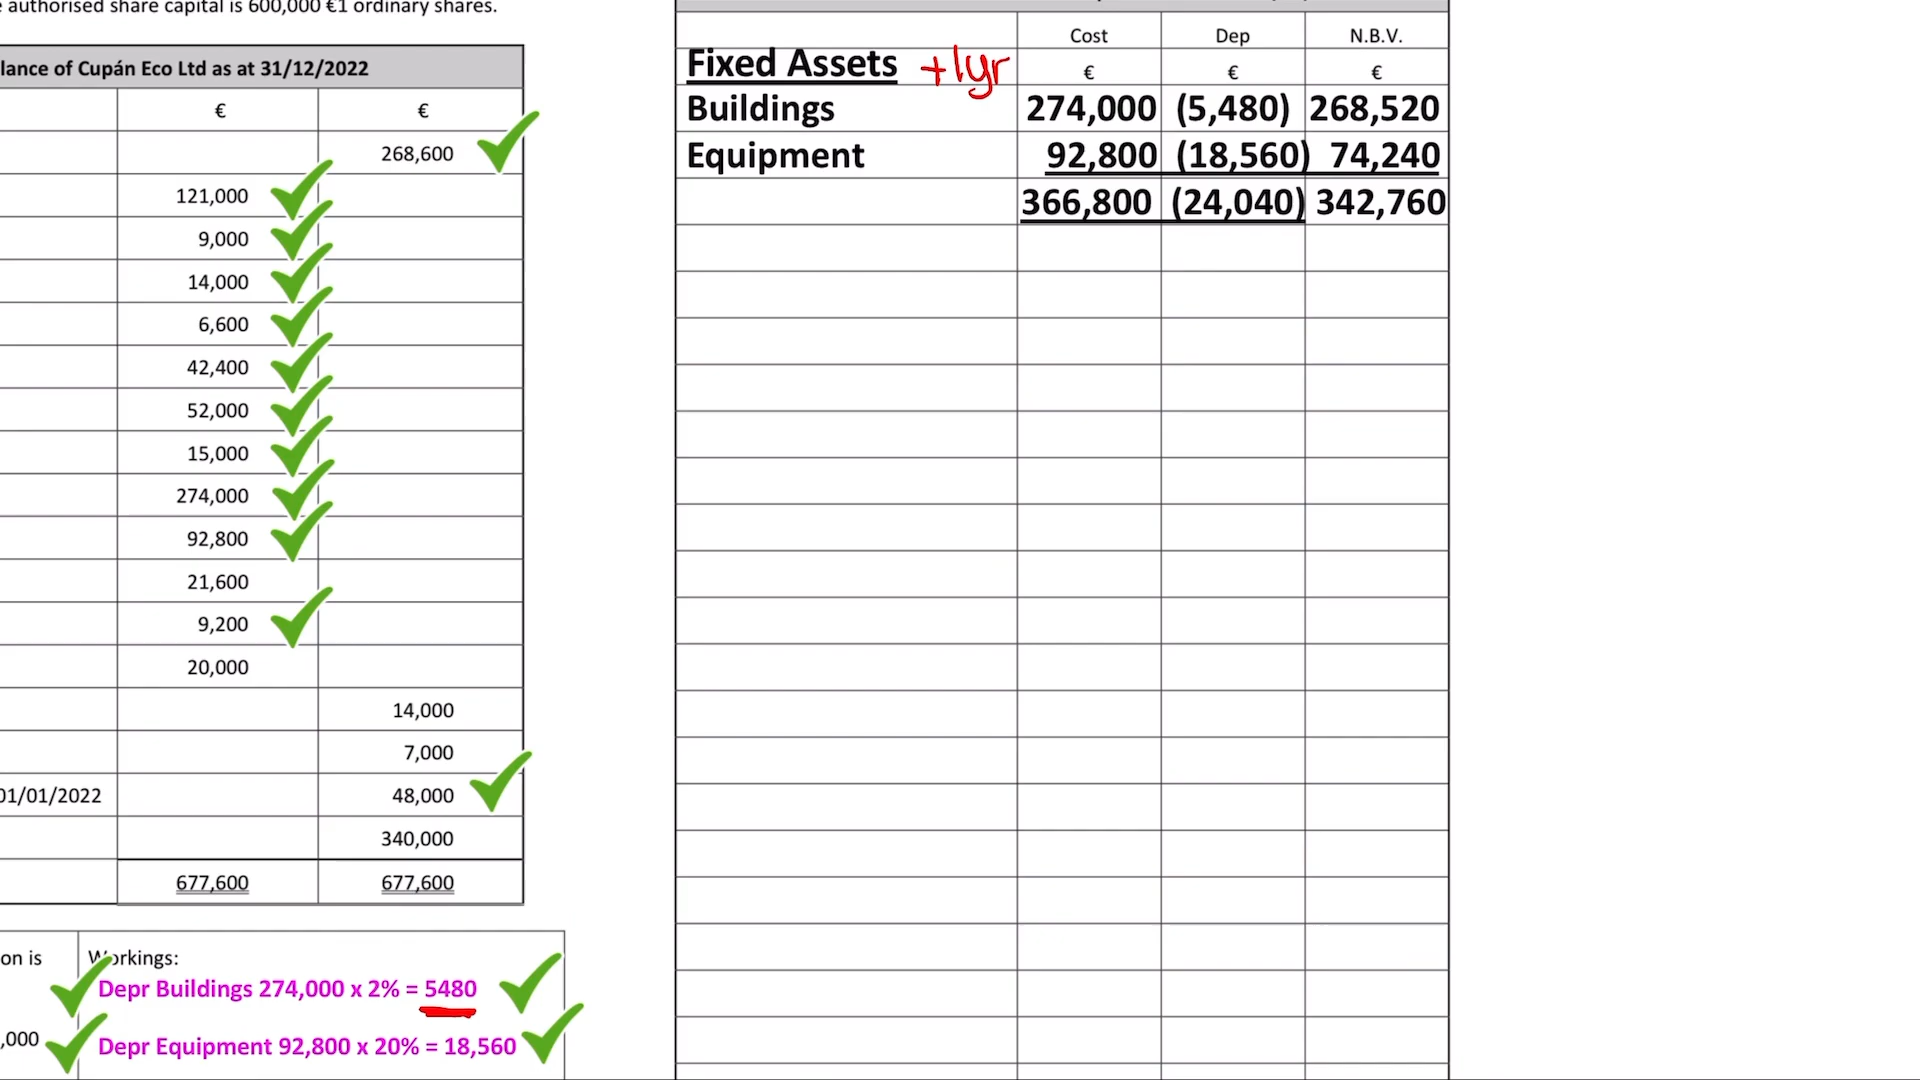 authorised share capital is 600,000 €1 ordinary shares.
lance of Cupán Eco Ltd as at 31/12/2022
€ €
268,600
121,000
9,000
14,000
6,600
42,400
52,000
15,000
274,000
92,800
21,600
9,200
20,000
14,000
7,000
01/01/2022 48,000
340,000
677,600 677,600
on is
,000
Workings:
Depr Buildings 274,000 x 2% = 5480
Depr Equipment 92,800 x 20% = 18,560
Cost Dep N.B.V.
Fixed Assets +1yr € € €
Buildings 274,000 (5,480) 268,520
Equipment 92,800 (18,560) 74,240
366,800 (24,040) 342,760